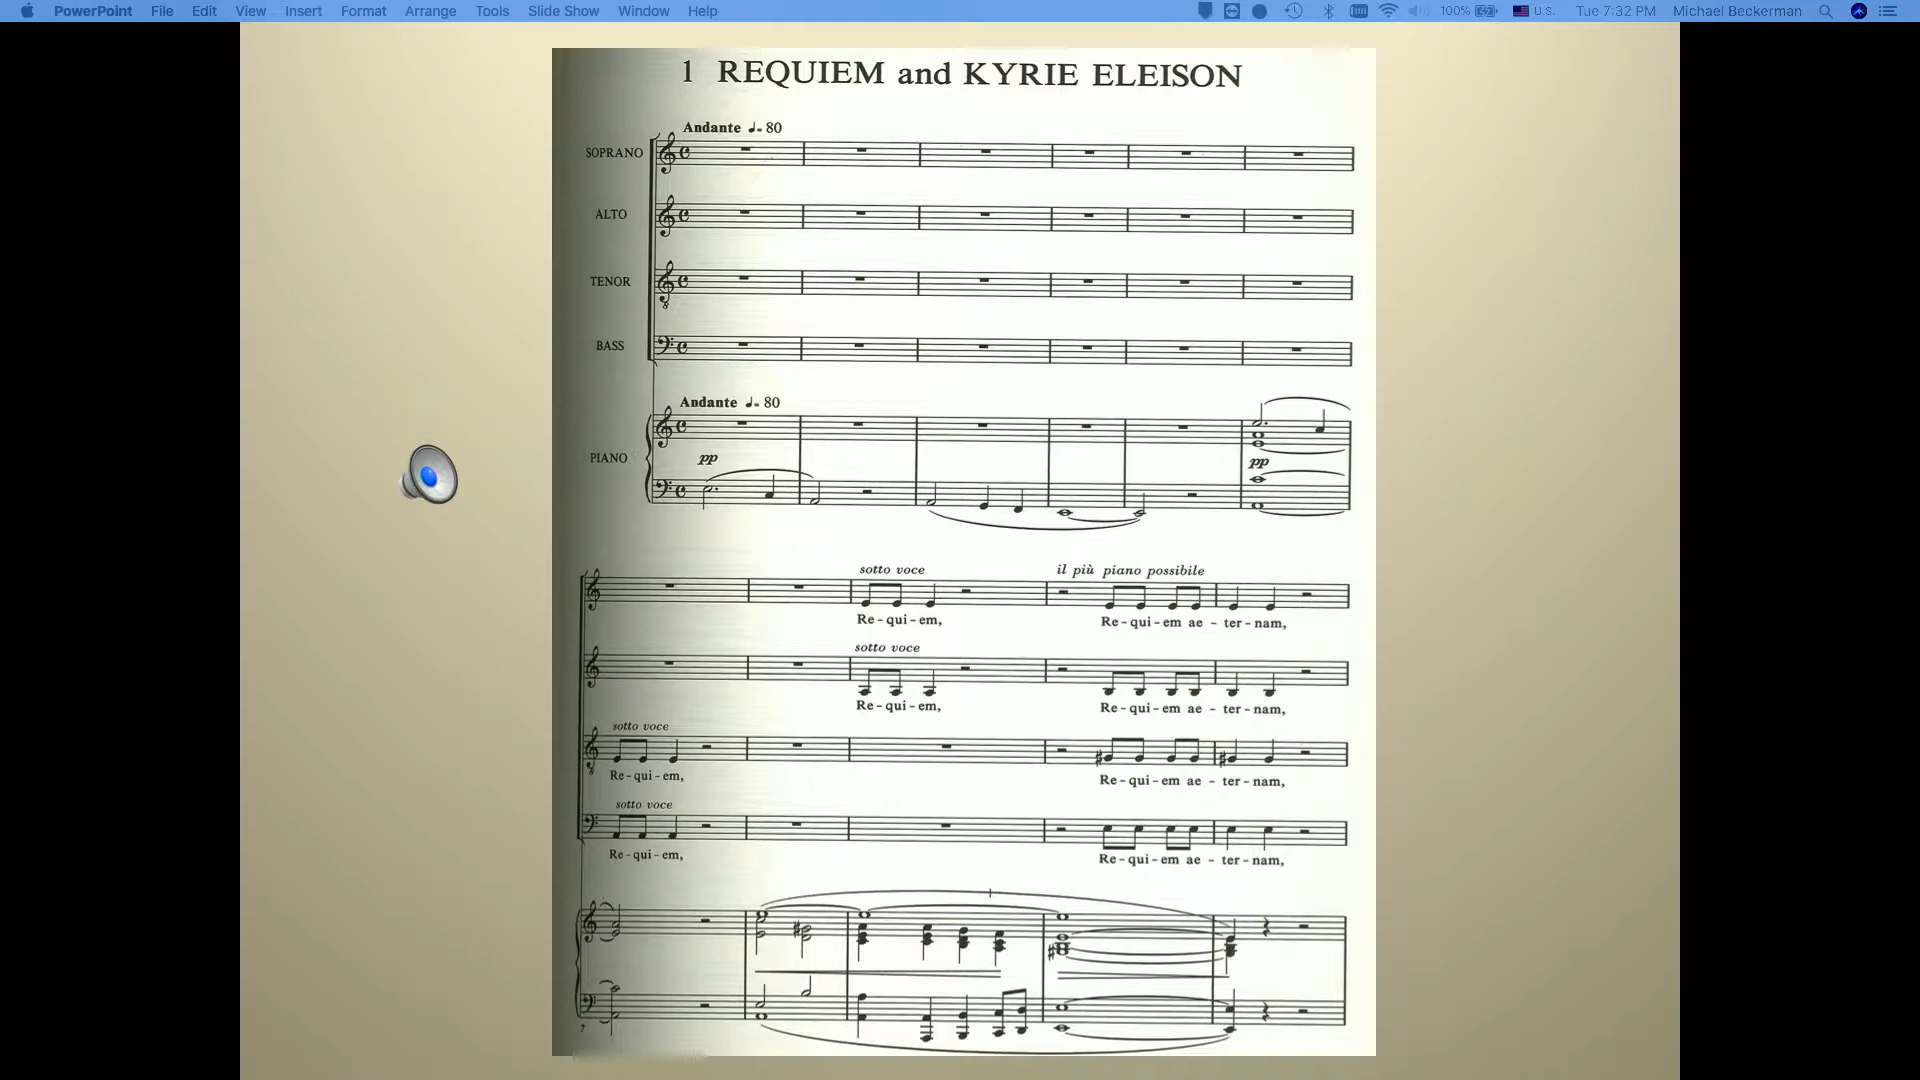 PowerPoint File Edit View Insert Format Arrange Tools Slide Show Window Help 100% U.S. Tue 7:32 PM Michael Beckerman
1 REQUIEM and KYRIE ELEISON
Andante ♩= 80
SOPRANO
ALTO
TENOR
8
BASS
Andante ♩= 80
PIANO
pp
pp
sotto voce
il più piano possibile
Re-qui-em,
Re-qui-em ae - ter-nam,
sotto voce
Re-qui-em,
Re-qui-em ae - ter-nam,
sotto voce
8
Re-qui-em,
Re-qui-em ae - ter-nam,
sotto voce
Re-qui-em,
Re-qui-em ae - ter-nam,
7